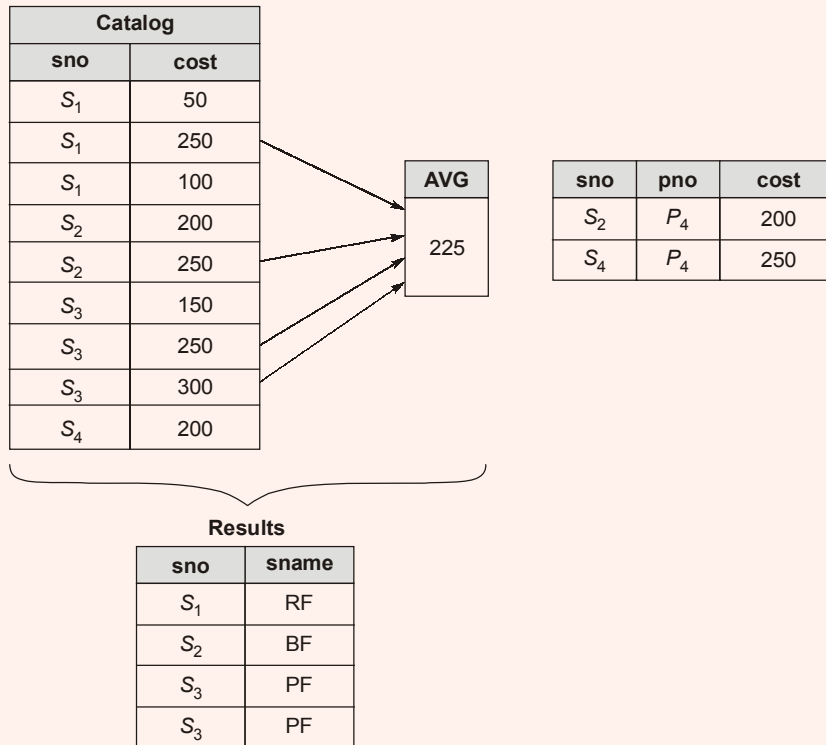 Catalog
sno cost
S1 50
S1 250
S1 100
S2 200
S2 250
S3 150
S3 250
S3 300
S4 200
AVG
225
sno pno cost
S2 P4 200
S4 P4 250
Results
sno sname
S1 RF
S2 BF
S3 PF
S3 PF